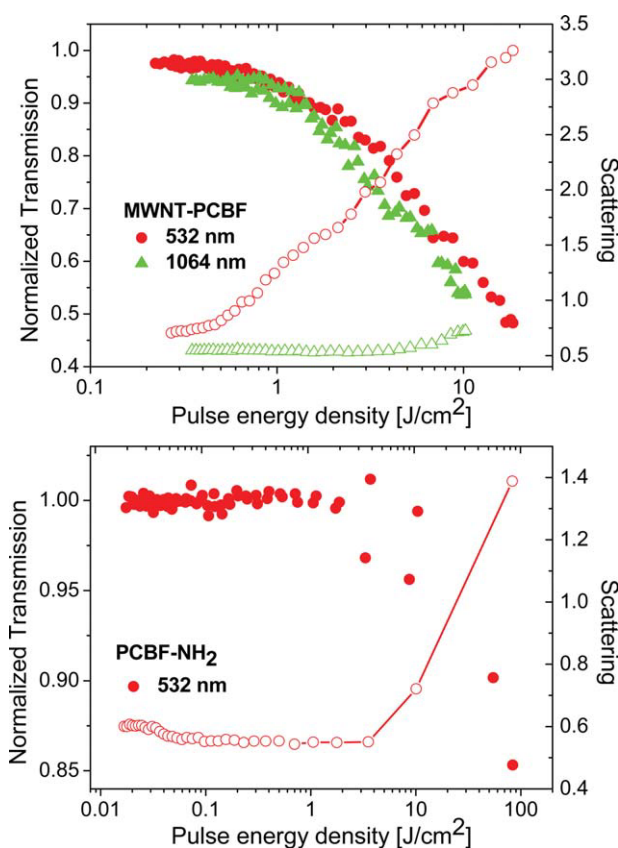 Normalized Transmission
1.0
0.9
0.8
0.7
0.6
0.5
0.4
MWNT-PCBF
532 nm
1064 nm
3.5
3.0
2.5
2.0
1.5
1.0
0.5
Scattering
0.1
1
10
Pulse energy density [J/cm²]
Normalized Transmission
1.00
0.95
0.90
0.85
PCBF-NH₂
532 nm
1.4
1.2
1.0
0.8
0.6
0.4
Scattering
0.01
0.1
1
10
100
Pulse energy density [J/cm²]